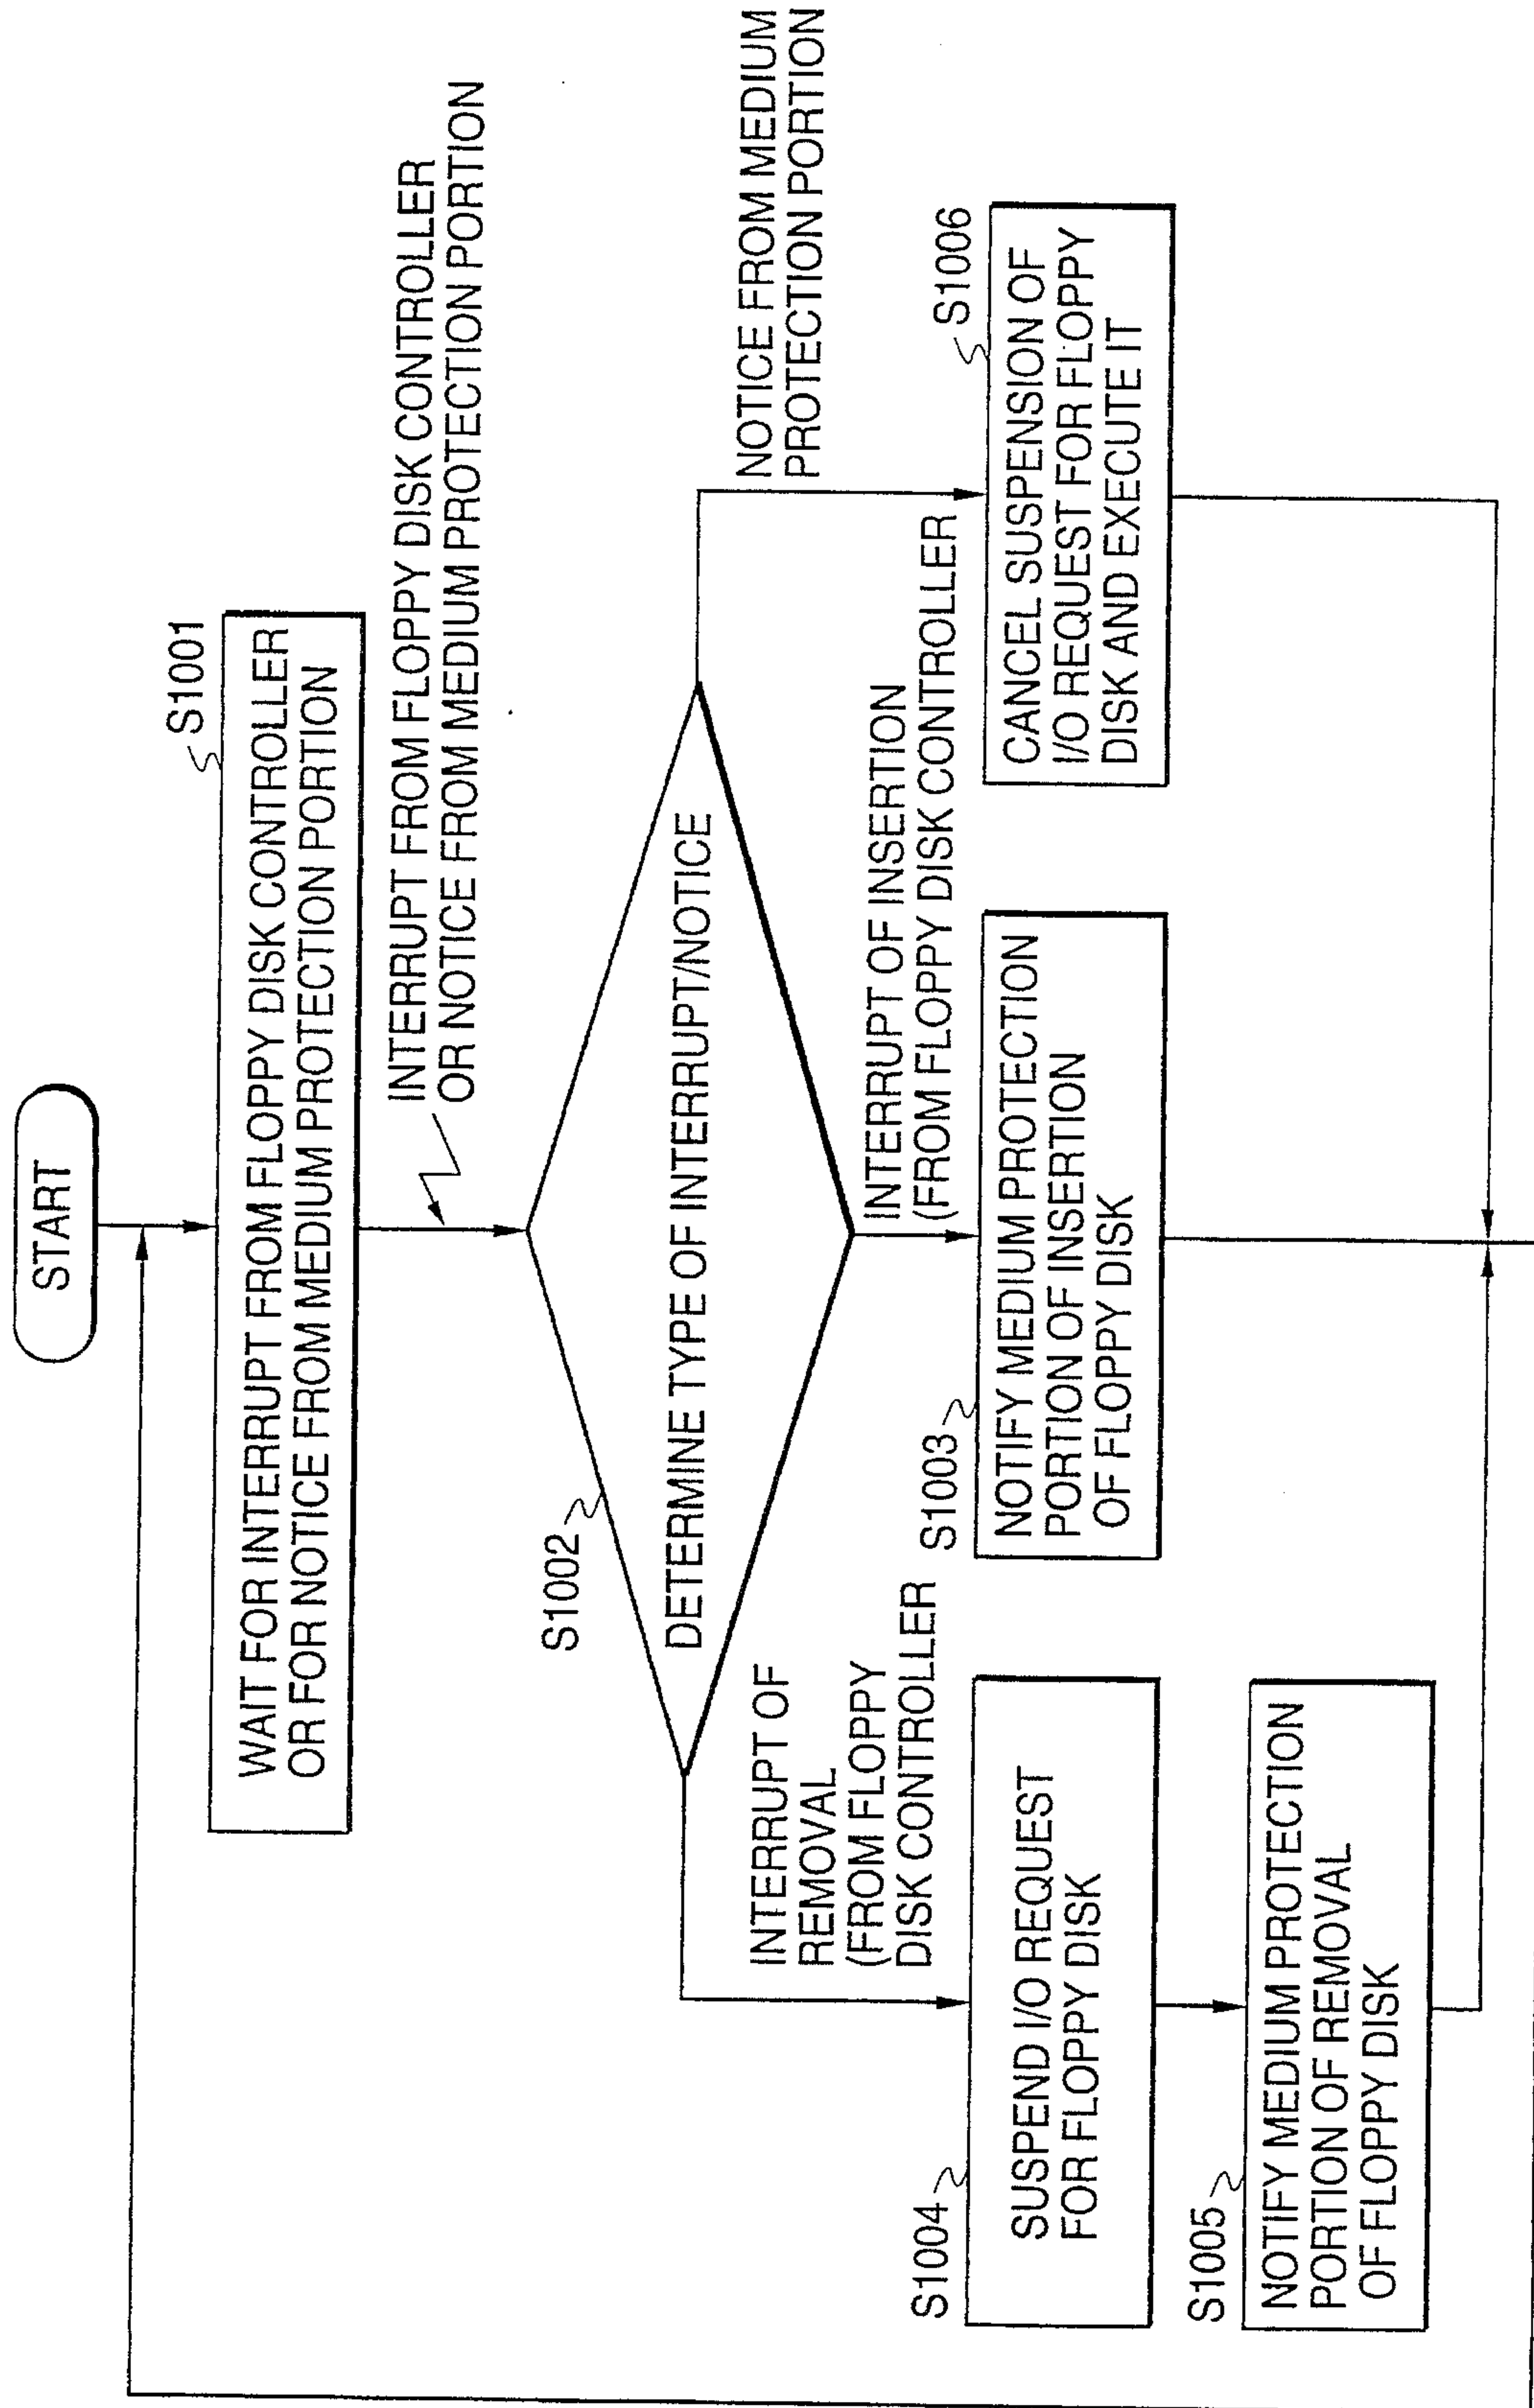 START
S1001
WAIT FOR INTERRUPT FROM FLOPPY DISK CONTROLLER
OR FOR NOTICE FROM MEDIUM PROTECTION PORTION
INTERRUPT FROM FLOPPY DISK CONTROLLER
OR NOTICE FROM MEDIUM PROTECTION PORTION
S1002
DETERMINE TYPE OF INTERRUPT/NOTICE
INTERRUPT OF
REMOVAL
(FROM FLOPPY
DISK CONTROLLER
INTERRUPT OF INSERTION
(FROM FLOPPY DISK CONTROLLER
NOTICE FROM MEDIUM
PROTECTION PORTION
S1004
SUSPEND I/O REQUEST
FOR FLOPPY DISK
S1003
NOTIFY MEDIUM PROTECTION
PORTION OF INSERTION
OF FLOPPY DISK
S1006
CANCEL SUSPENSION OF
I/O REQUEST FOR FLOPPY
DISK AND EXECUTE IT
S1005
NOTIFY MEDIUM PROTECTION
PORTION OF REMOVAL
OF FLOPPY DISK